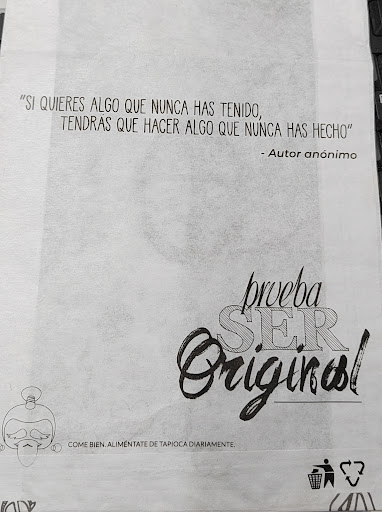 "SI QUIERES ALGO QUE NUNCA HAS TENIDO,
TENDRAS QUE HACER ALGO QUE NUNCA HAS HECHO"
- Autor anónimo
prueba
SER
Original
COME BIEN. ALIMÉNTATE DE TAPIOCA DIARIAMENTE.